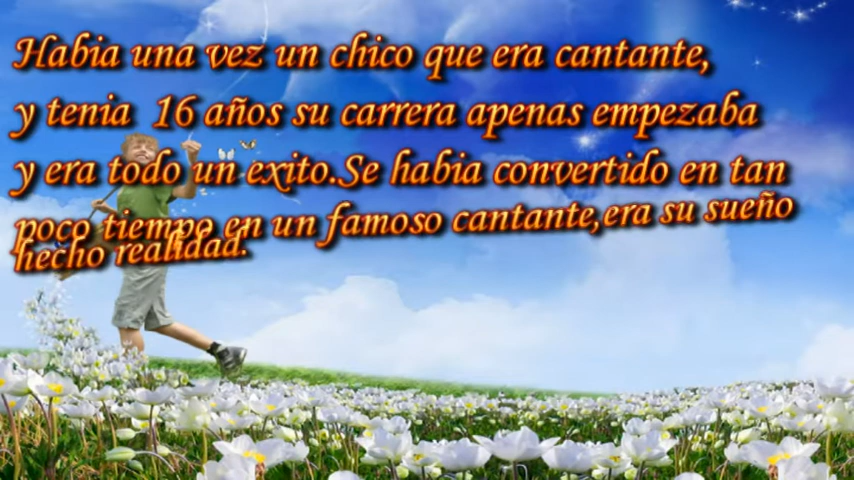 Habia una vez un chico que era cantante,
y tenia 16 años su carrera apenas empezaba
y era todo un exito.Se habia convertido en tan
poco tiempo en un famoso cantante,era su sueño
hecho realidad.